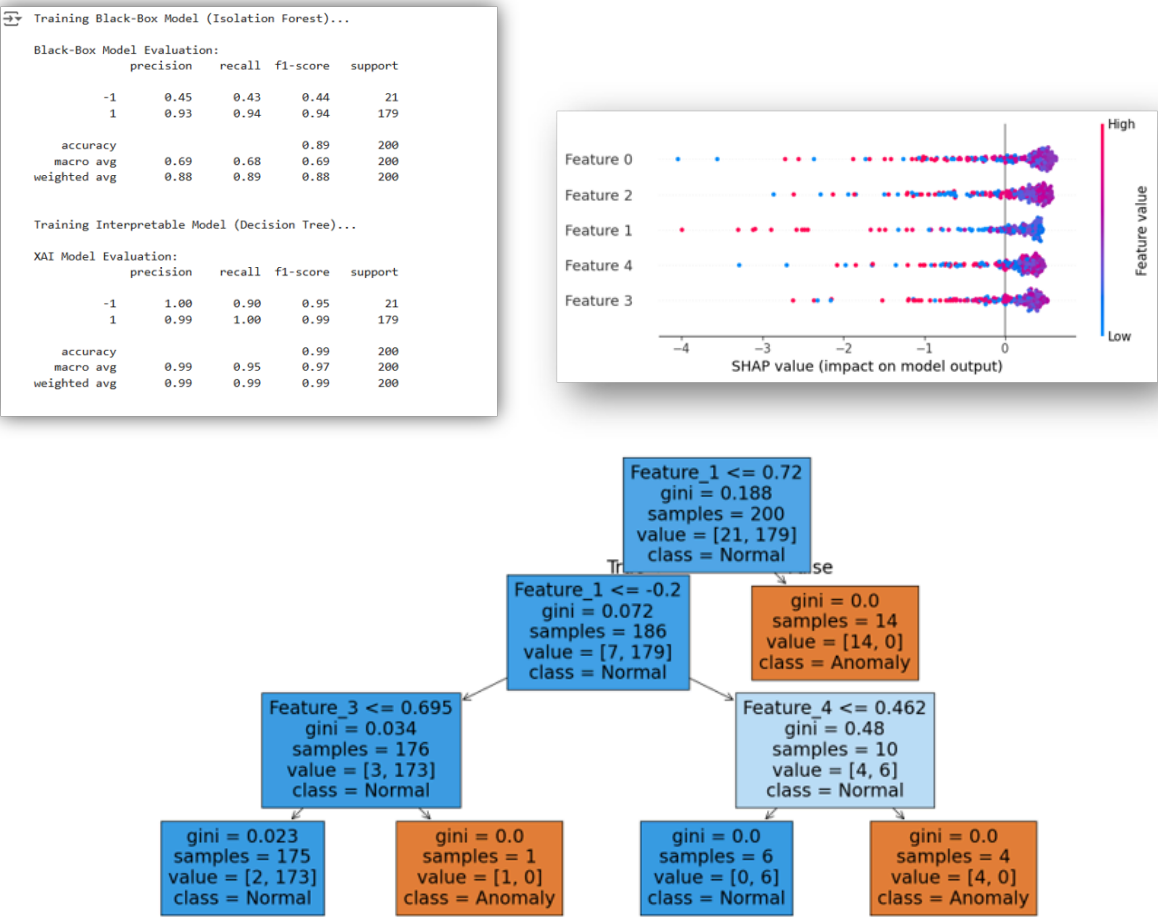 Training Black-Box Model (Isolation Forest)...
Black-Box Model Evaluation:
precision recall f1-score support
-1 0.45 0.43 0.44 21
1 0.93 0.94 0.94 179
accuracy 0.89 200
macro avg 0.69 0.68 0.69 200
weighted avg 0.88 0.89 0.88 200
Training Interpretable Model (Decision Tree)...
XAI Model Evaluation:
precision recall f1-score support
-1 1.00 0.90 0.95 21
1 0.99 1.00 0.99 179
accuracy 0.99 200
macro avg 0.99 0.95 0.97 200
weighted avg 0.99 0.99 0.99 200
High
Feature 0
Feature 2
Feature 1
Feature 4
Feature 3
Feature value
Low
−4 −3 −2 −1 0
SHAP value (impact on model output)
Feature_1 <= 0.72
gini = 0.188
samples = 200
value = [21, 179]
class = Normal
Feature_1 <= -0.2
gini = 0.072
samples = 186
value = [7, 179]
class = Normal
gini = 0.0
samples = 14
value = [14, 0]
class = Anomaly
Feature_3 <= 0.695
gini = 0.034
samples = 176
value = [3, 173]
class = Normal
Feature_4 <= 0.462
gini = 0.48
samples = 10
value = [4, 6]
class = Normal
gini = 0.023
samples = 175
value = [2, 173]
class = Normal
gini = 0.0
samples = 1
value = [1, 0]
class = Anomaly
gini = 0.0
samples = 6
value = [0, 6]
class = Normal
gini = 0.0
samples = 4
value = [4, 0]
class = Anomaly